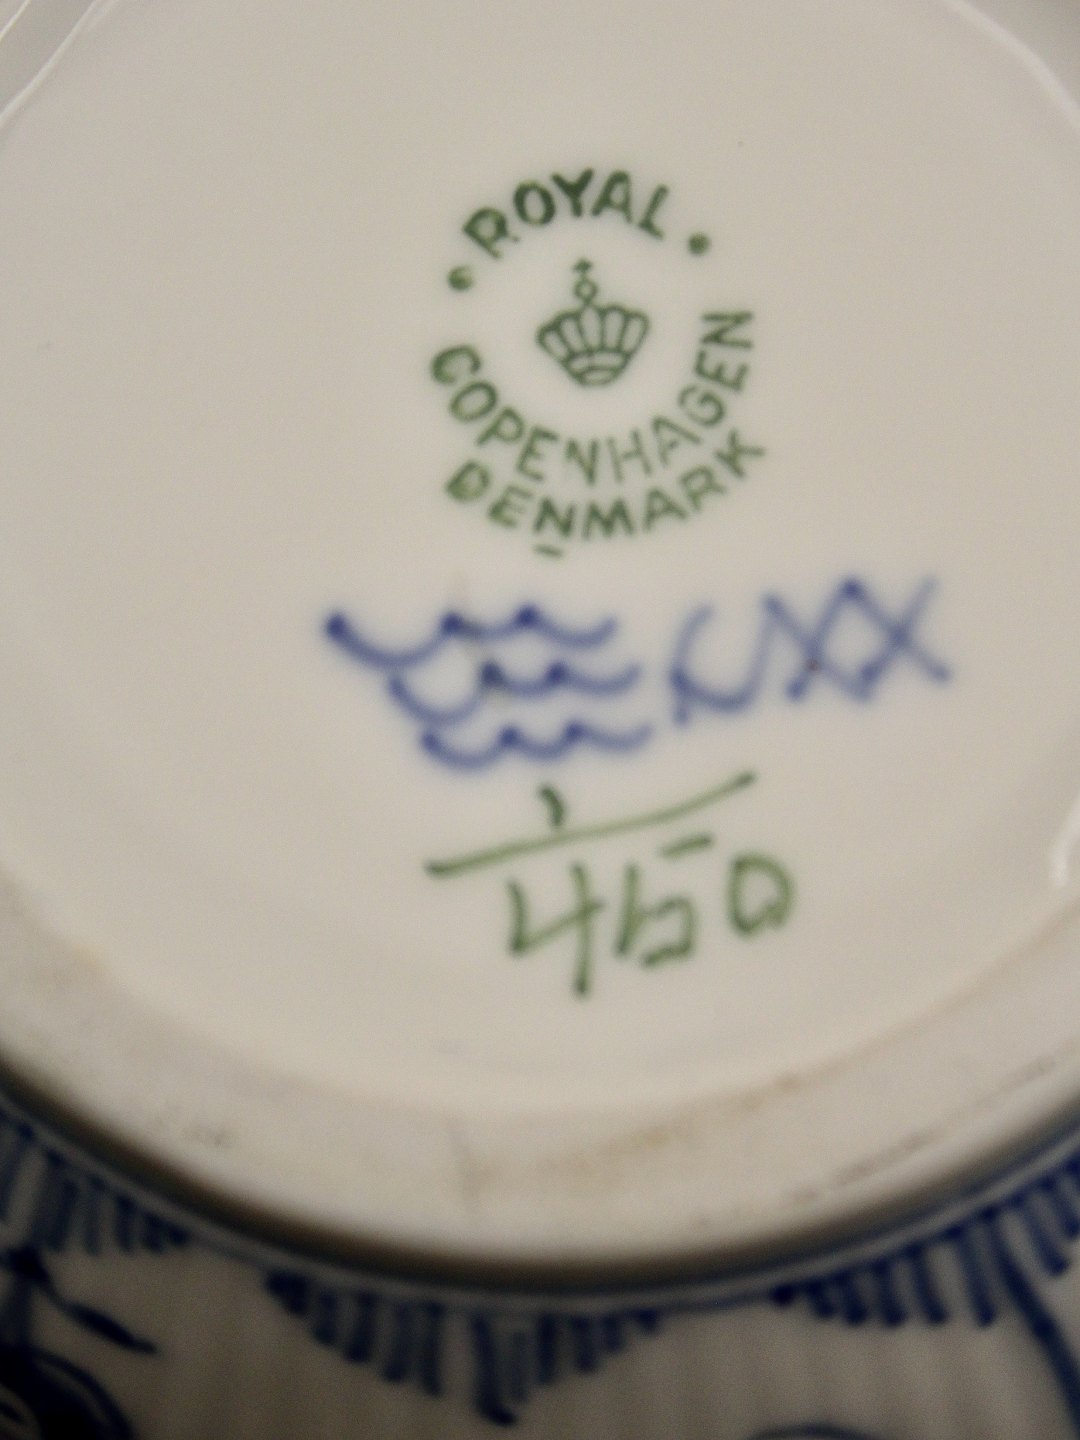 ROYAL
COPENHAGEN
DENMARK
1
450